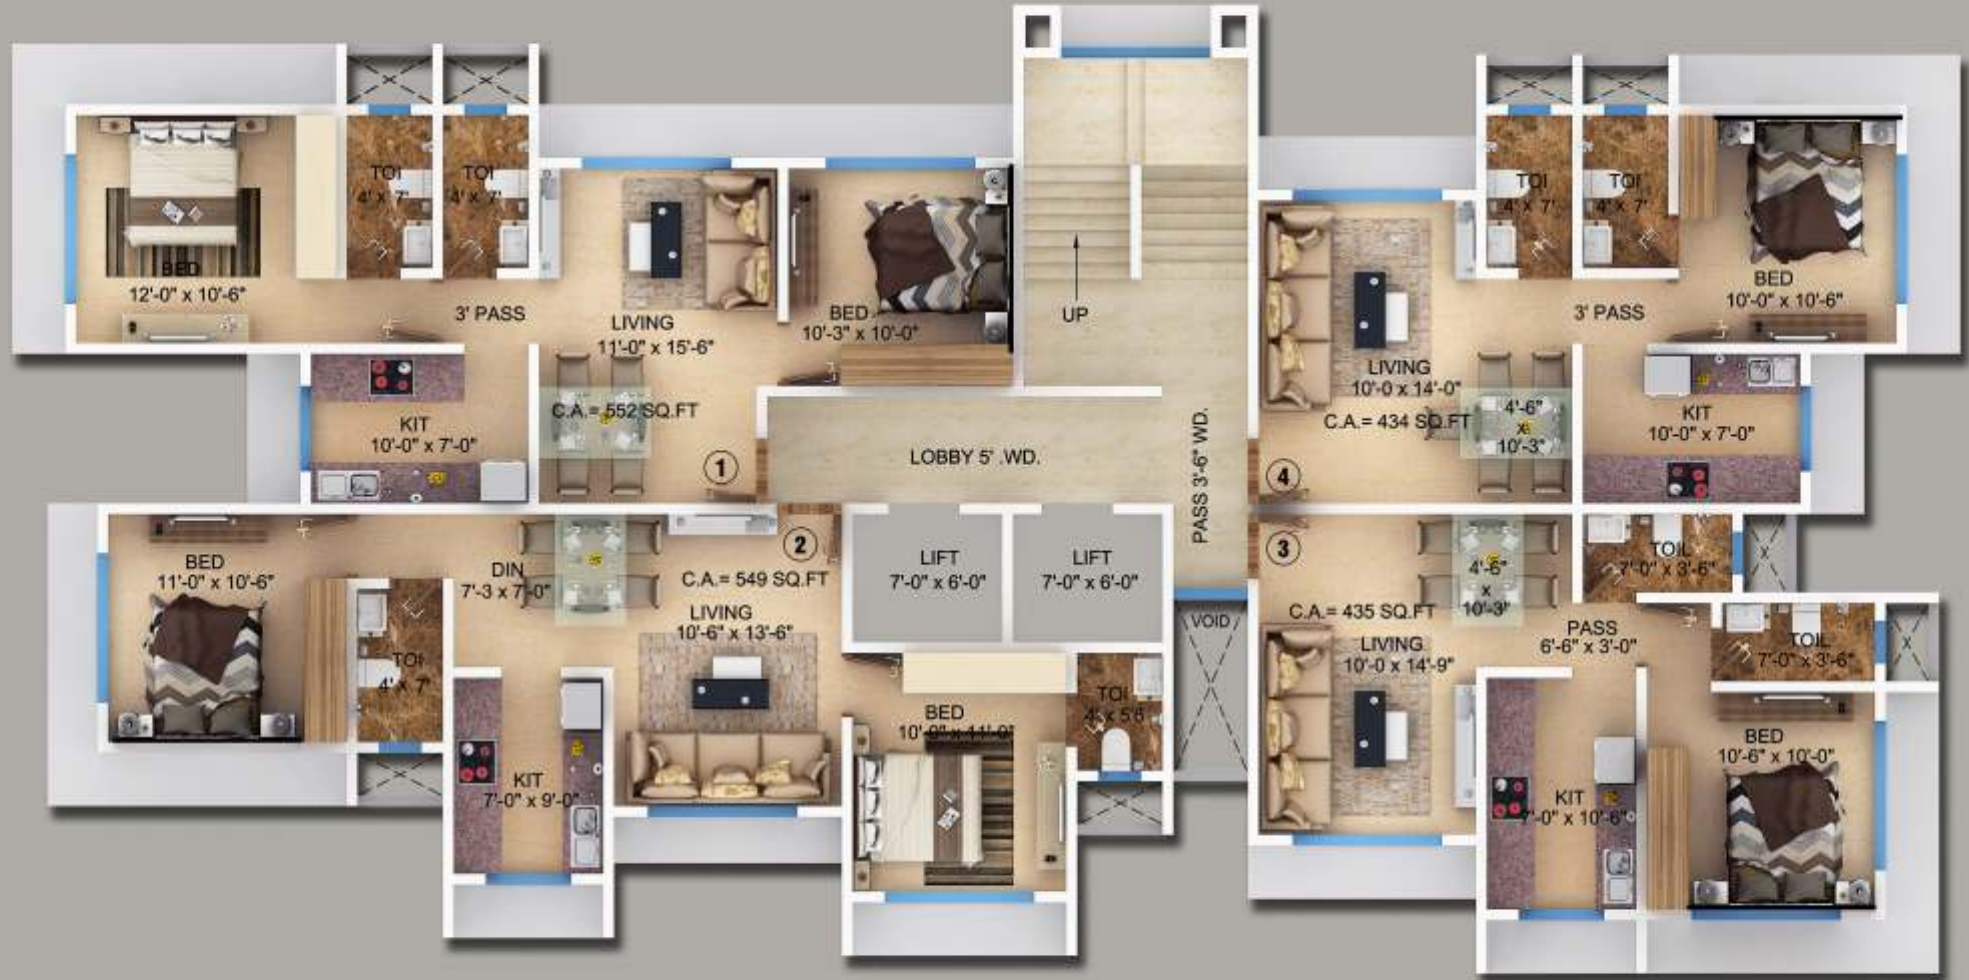 TOI
4' x 7'
TOI
4' x 7'
BED
12'-0" x 10'-6"
3' PASS
LIVING
11'-0" x 15'-6"
BED
10'-3" x 10'-0"
C.A.= 552 SQ.FT
KIT
10'-0" x 7'-0"
1
UP
LOBBY 5' .WD.
PASS 3'-6" WD.
TOI
4' x 7'
TOI
4' x 7'
BED
10'-0" x 10'-6"
3' PASS
LIVING
10'-0 x 14'-0"
C.A.= 434 SQ.FT
4'-6"
x
10'-3"
KIT
10'-0" x 7'-0"
4
BED
11'-0" x 10'-6"
DIN
7'-3 x 7'-0"
2
C.A.= 549 SQ.FT
LIVING
10'-6" x 13'-6"
TOI
4' x 7'
KIT
7'-0" x 9'-0"
LIFT
7'-0" x 6'-0"
LIFT
7'-0" x 6'-0"
BED
10'-0" x 11'-0"
TOI
4' x 5'6
VOID
3
C.A.= 435 SQ.FT
4'-6"
x
10'-3"
LIVING
10'-0 x 14'-9"
TOIL
7'-0" x 3'-6"
PASS
6'-6" x 3'-0"
TOIL
7'-0" x 3'-6"
BED
10'-6" x 10'-0"
KIT
7'-0" x 10'-6"